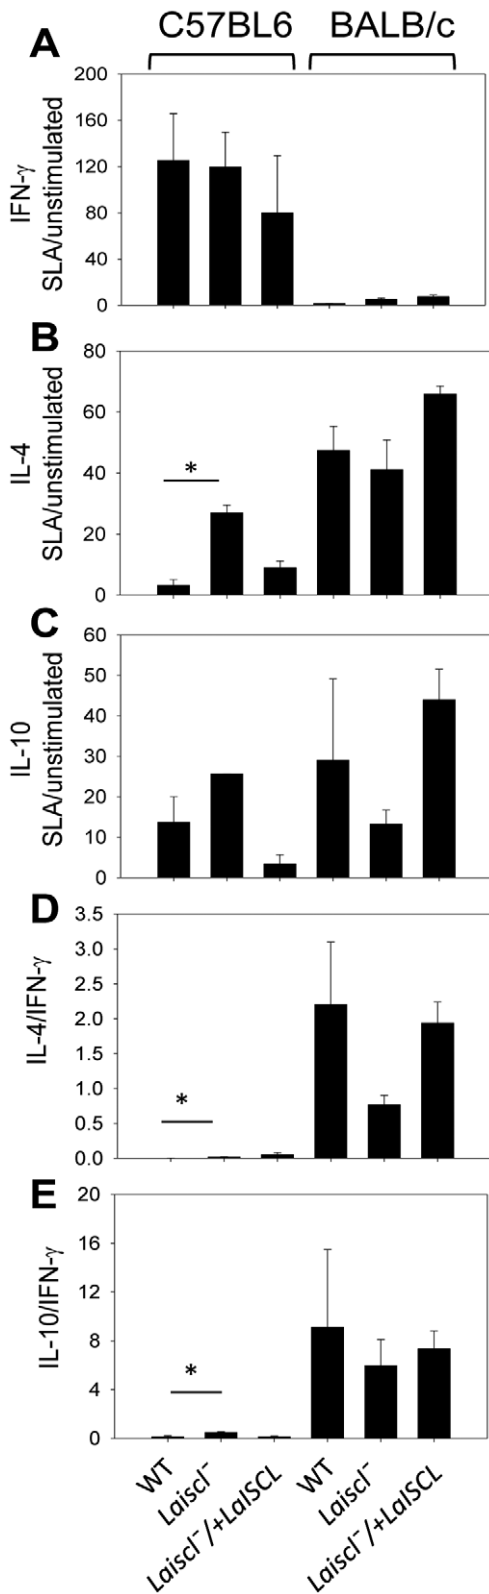 C57BL6 BALB/c
A
IFN-γ
SLA/unstimulated
200
160
120
80
40
0
B
IL-4
SLA/unstimulated
80
60
40
20
0
*
C
IL-10
SLA/unstimulated
60
50
40
30
20
10
0
D
IL-4/IFN-γ
3.5
3.0
2.5
2.0
1.5
1.0
0.5
0.0
*
E
IL-10/IFN-γ
20
16
12
8
4
0
*
WT
Laiscl⁻
Laiscl⁻/+LaISCL
WT
Laiscl⁻
Laiscl⁻/+LaISCL